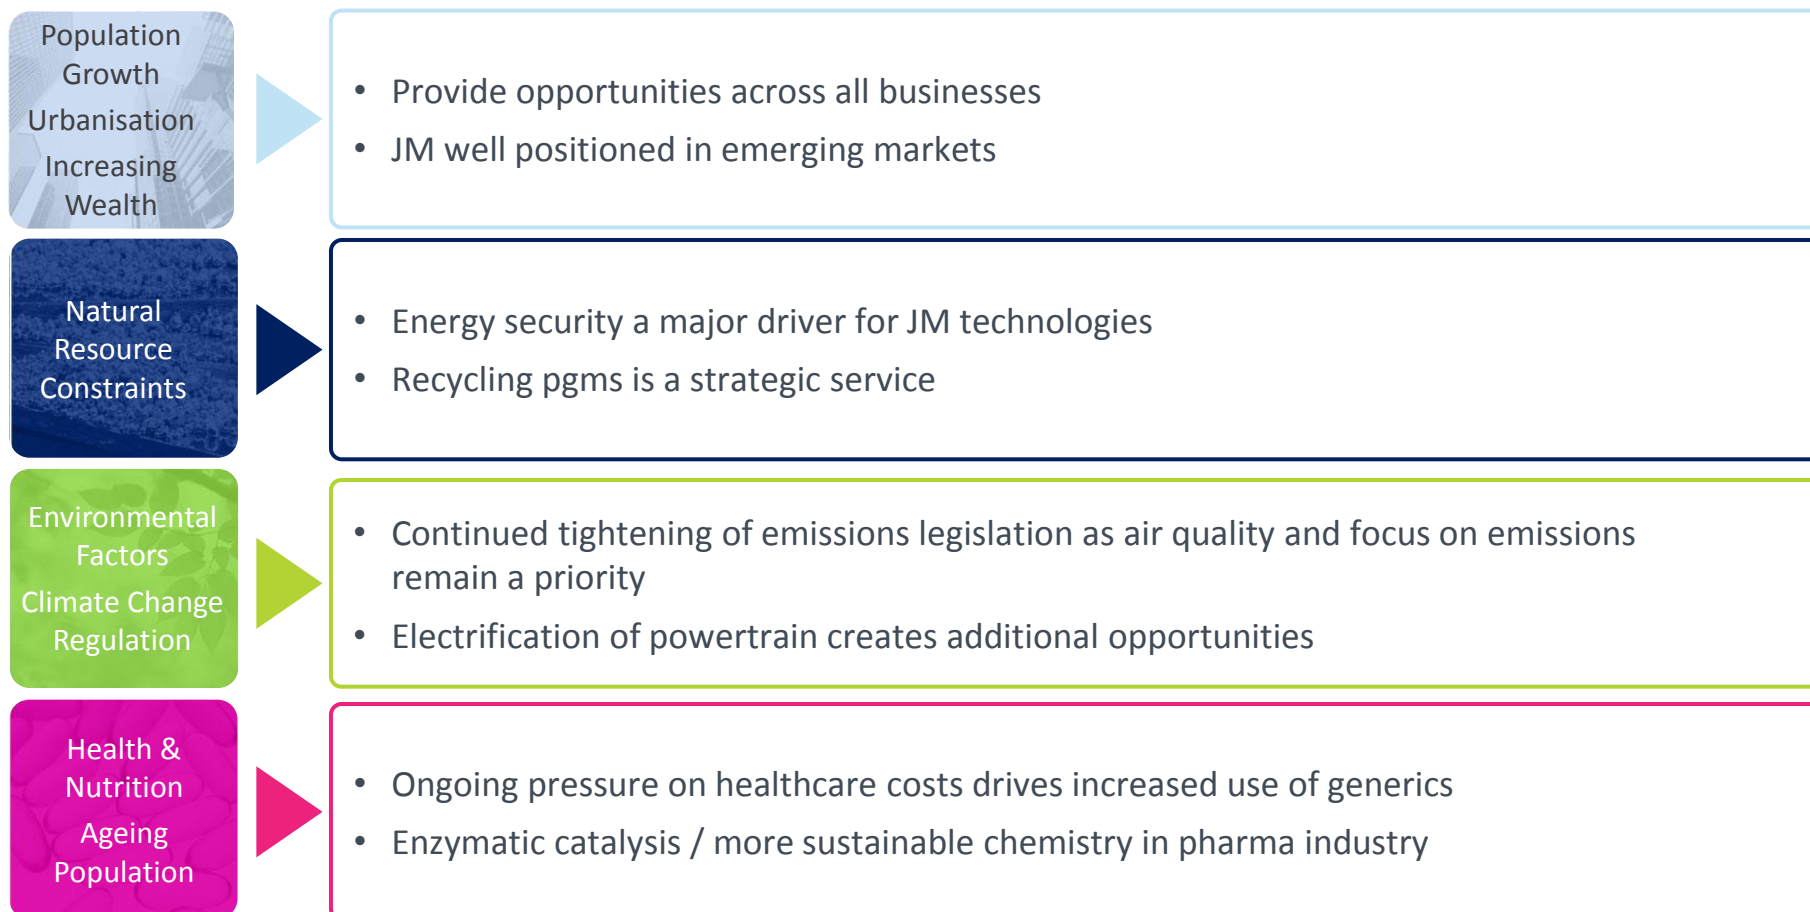 Population
Growth
Urbanisation
Increasing
Wealth
• Provide opportunities across all businesses
• JM well positioned in emerging markets
Natural
Resource
Constraints
• Energy security a major driver for JM technologies
• Recycling pgms is a strategic service
Environmental
Factors
Climate Change
Regulation
• Continued tightening of emissions legislation as air quality and focus on emissions
remain a priority
• Electrification of powertrain creates additional opportunities
Health &
Nutrition
Ageing
Population
• Ongoing pressure on healthcare costs drives increased use of generics
• Enzymatic catalysis / more sustainable chemistry in pharma industry